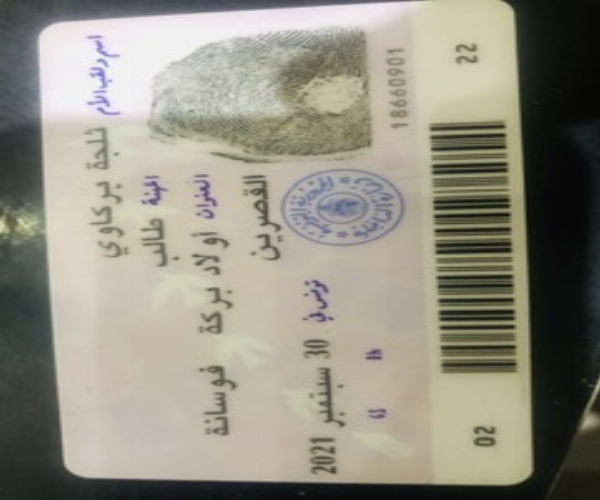 اسم ولقب الأم ثلجة بركاوي
المهنة طالب
العنوان أولاد بركة فوسانة
القصرين
تونس في 30 سبتمبر 2021
18660901
22
02